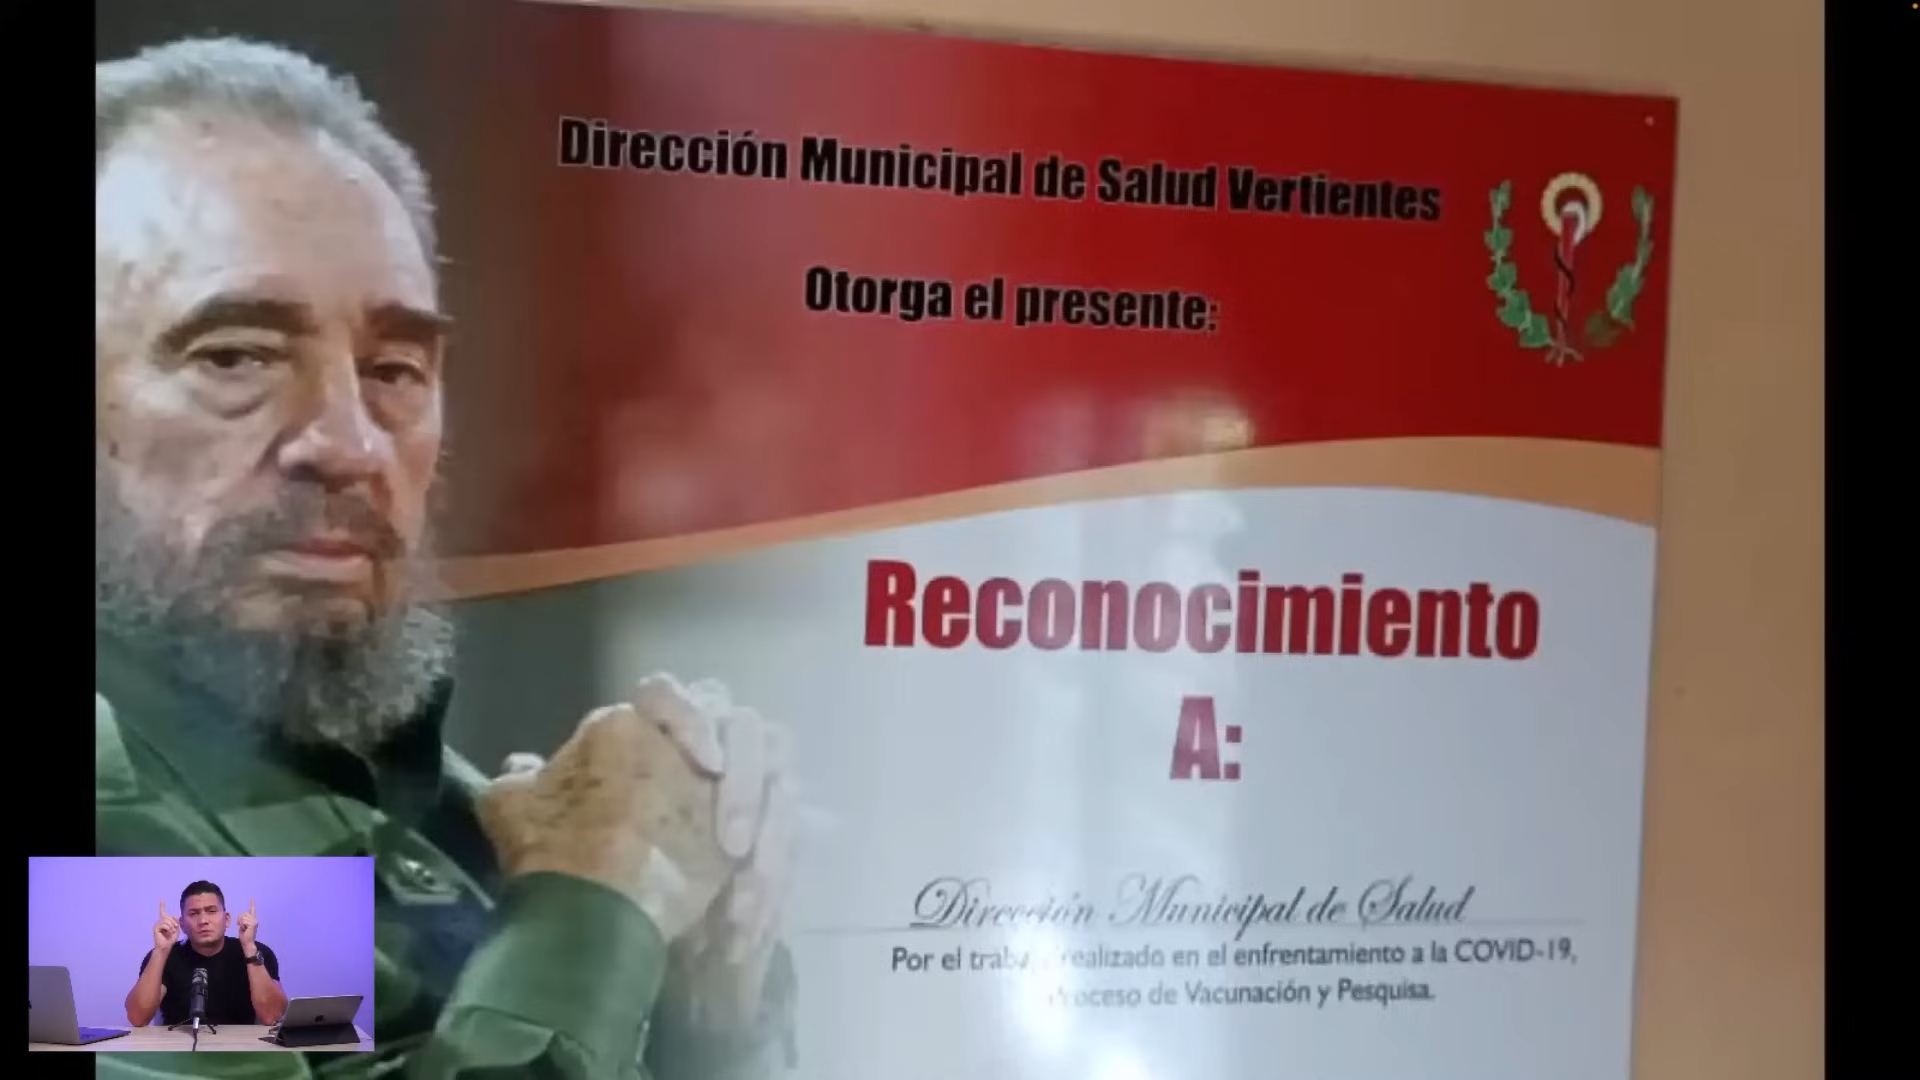 Dirección Municipal de Salud Vertientes
Otorga el presente:
Reconocimiento
A:
Dirección Municipal de Salud
Por el realizado en el enfrentamiento a la COVID-19,
de Vacunación y Pesquisa.